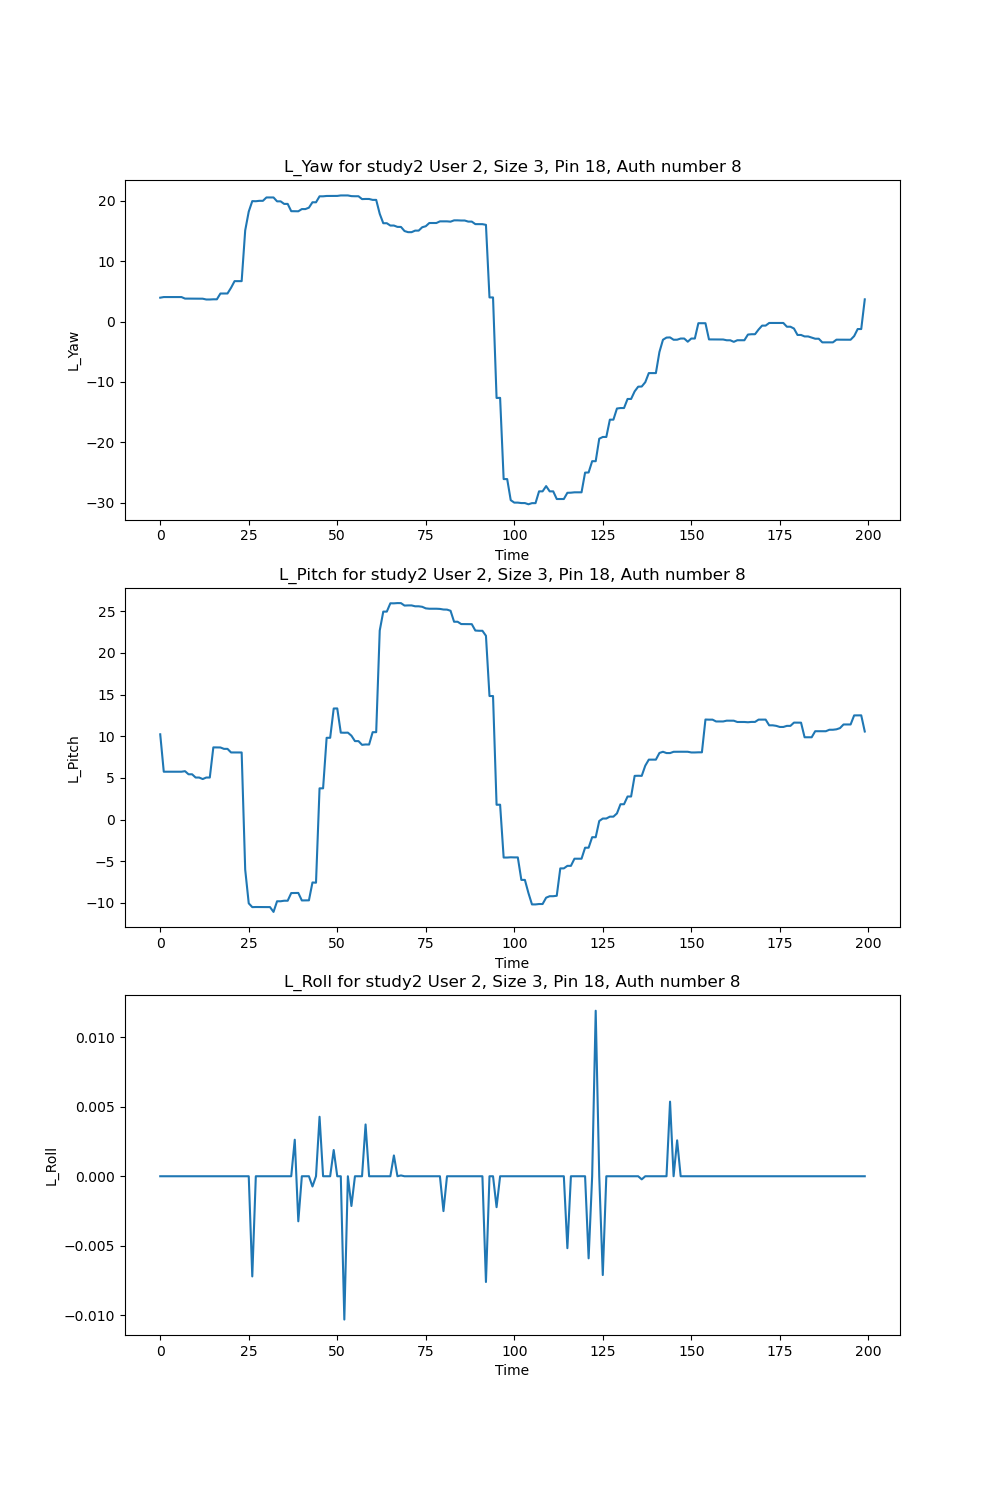 L_Yaw for study2 User 2, Size 3, Pin 18, Auth number 8
20
10
0
−10
−20
−30
L_Yaw
0 25 50 75 100 125 150 175 200
Time
L_Pitch for study2 User 2, Size 3, Pin 18, Auth number 8
25
20
15
10
5
0
−5
−10
L_Pitch
0 25 50 75 100 125 150 175 200
Time
L_Roll for study2 User 2, Size 3, Pin 18, Auth number 8
0.010
0.005
0.000
−0.005
−0.010
L_Roll
0 25 50 75 100 125 150 175 200
Time